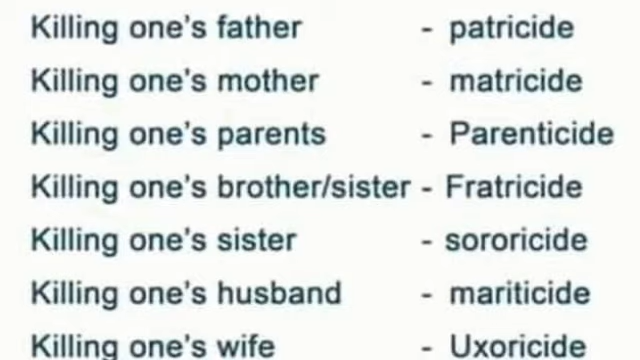 Killing one's father - patricide
Killing one's mother - matricide
Killing one's parents - Parenticide
Killing one's brother/sister - Fratricide
Killing one's sister - sororicide
Killing one's husband - mariticide
Killing one's wife - Uxoricide